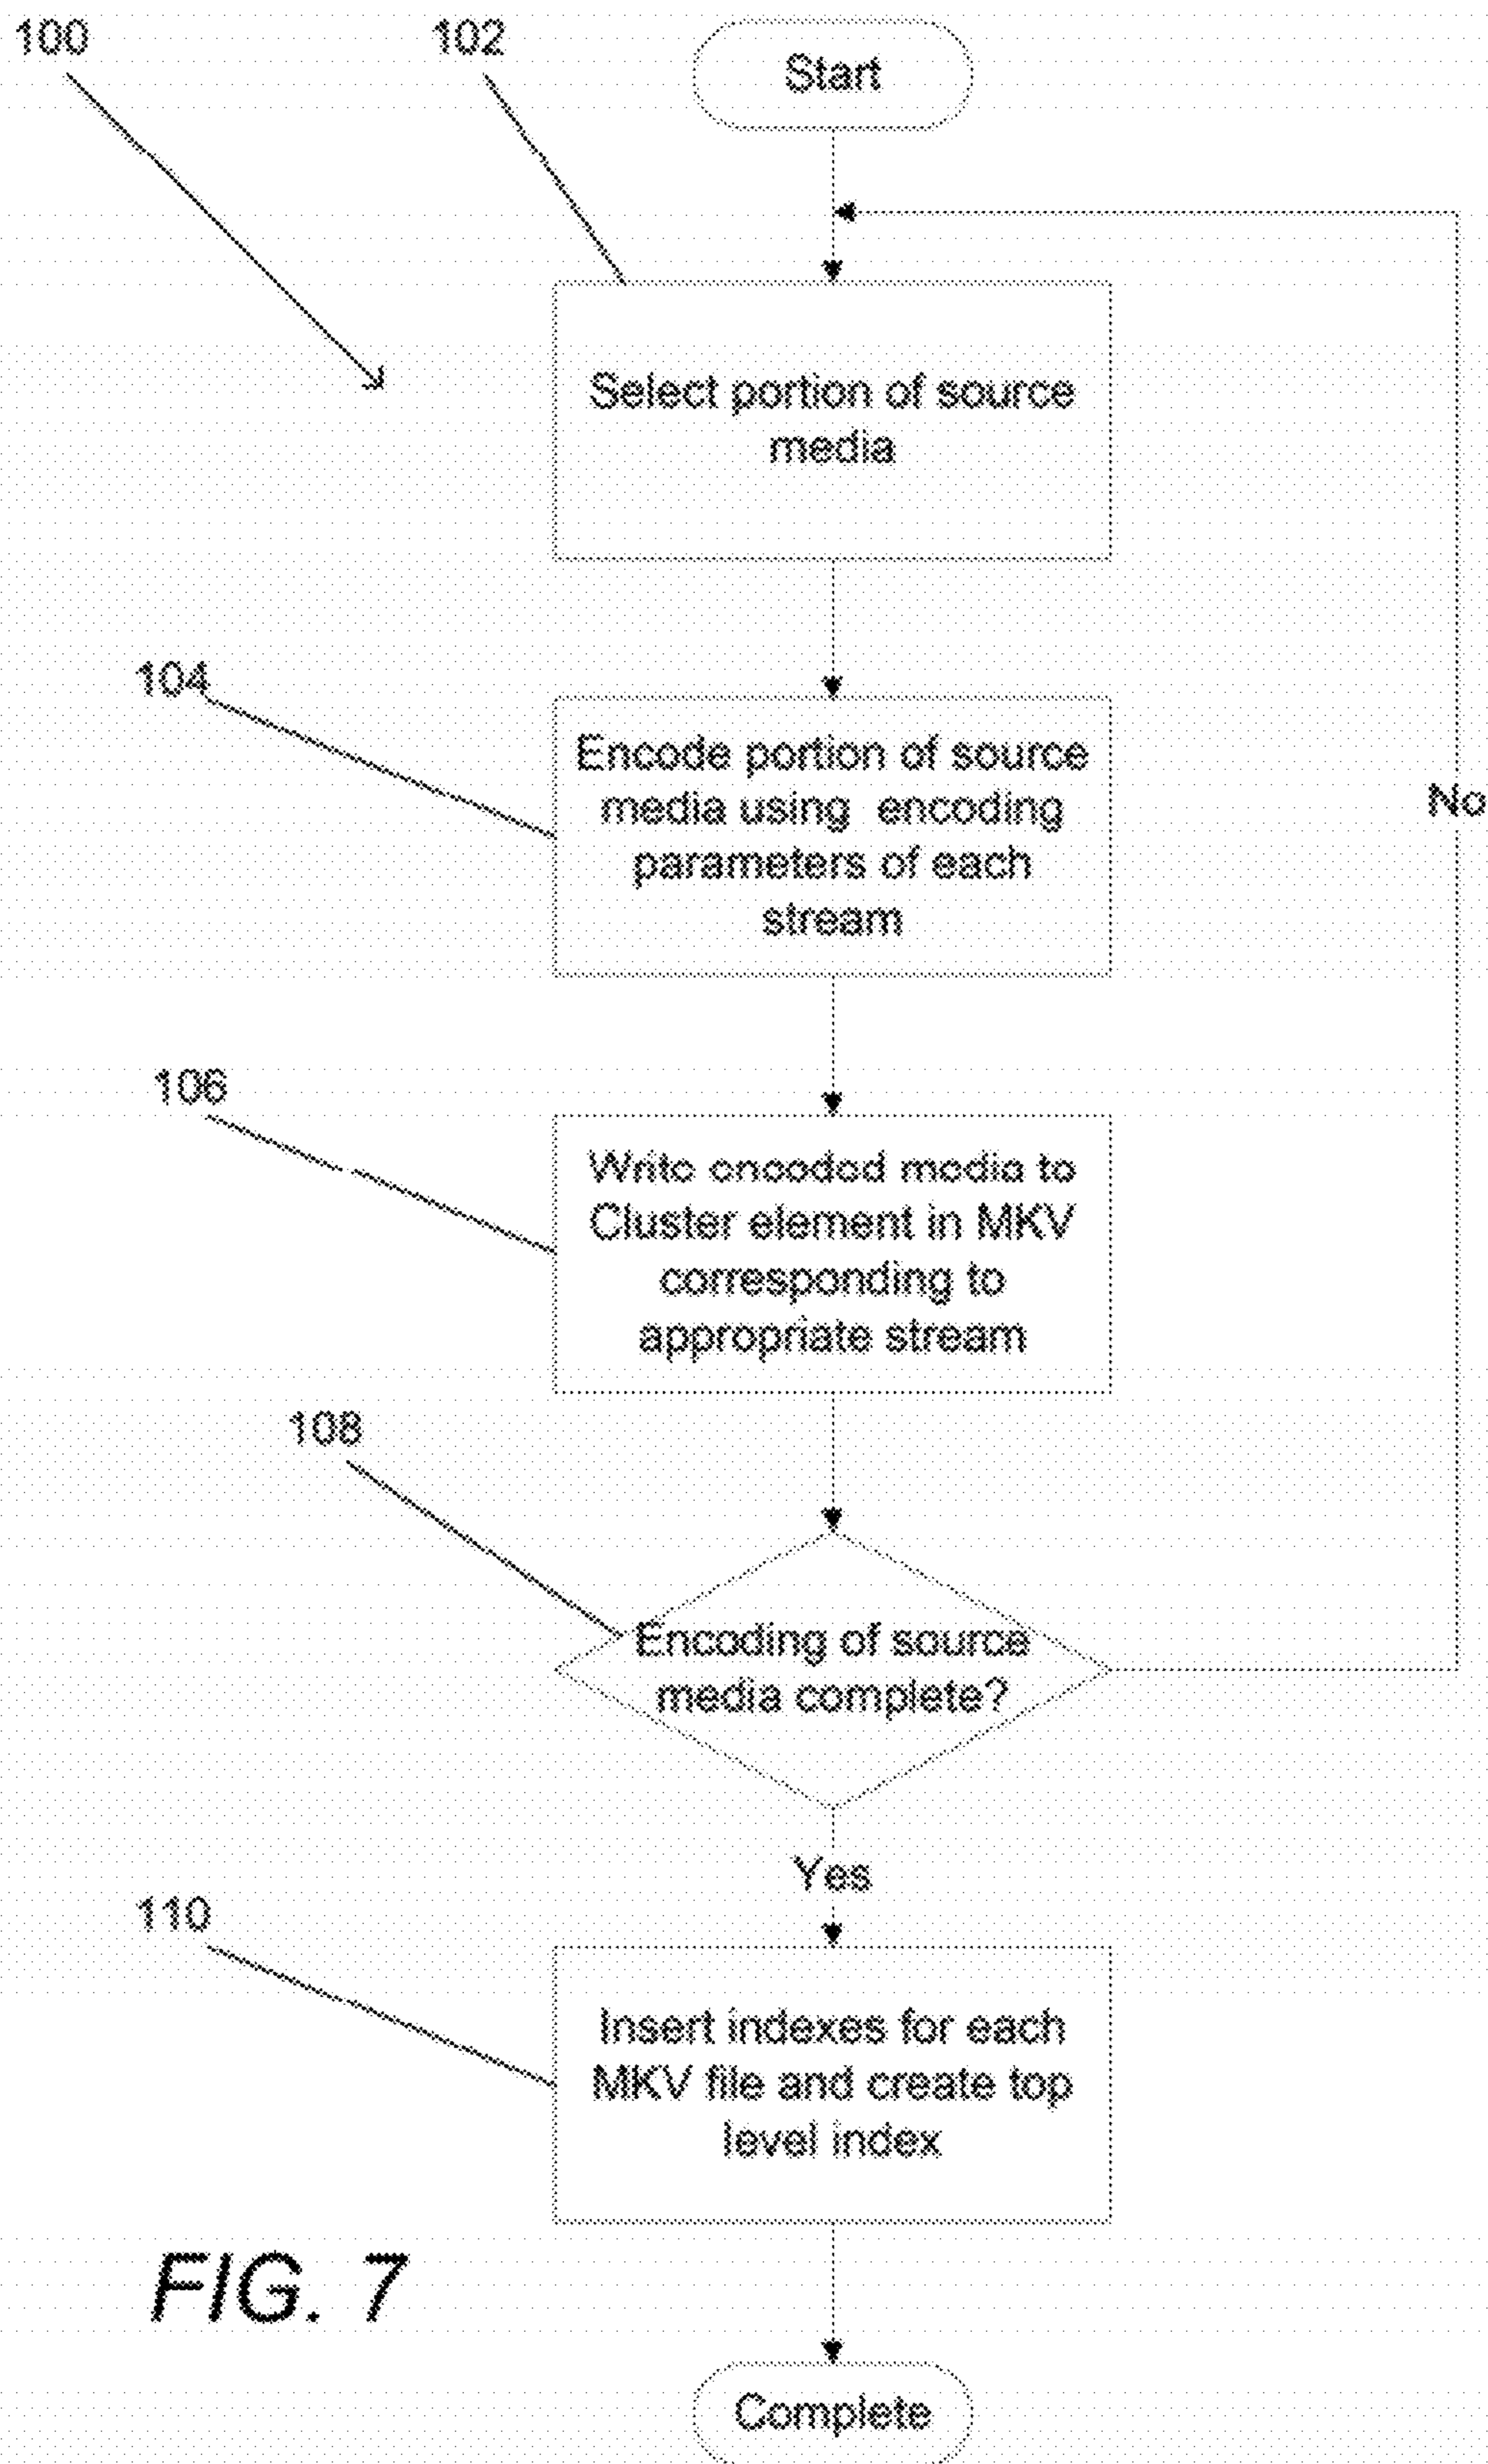 100
102
Start
Select portion of source
media
104
Encode portion of source
media using encoding
parameters of each
stream
No
106
Write encoded media to
Cluster element in MKV
corresponding to
appropriate stream
108
Encoding of source
media complete?
Yes
110
Insert indexes for each
MKV file and create top
level index
FIG. 7
Complete